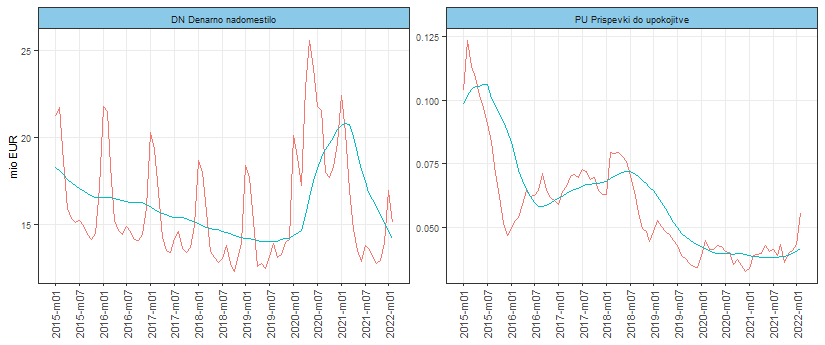 DN Denarno nadomestilo
PU Prispevki do upokojitve
mio EUR
25
20
15
2015-m01
2015-m07
2016-m01
2016-m07
2017-m01
2017-m07
2018-m01
2018-m07
2019-m01
2019-m07
2020-m01
2020-m07
2021-m01
2021-m07
2022-m01
0.125
0.100
0.075
0.050
2015-m01
2015-m07
2016-m01
2016-m07
2017-m01
2017-m07
2018-m01
2018-m07
2019-m01
2019-m07
2020-m01
2020-m07
2021-m01
2021-m07
2022-m01